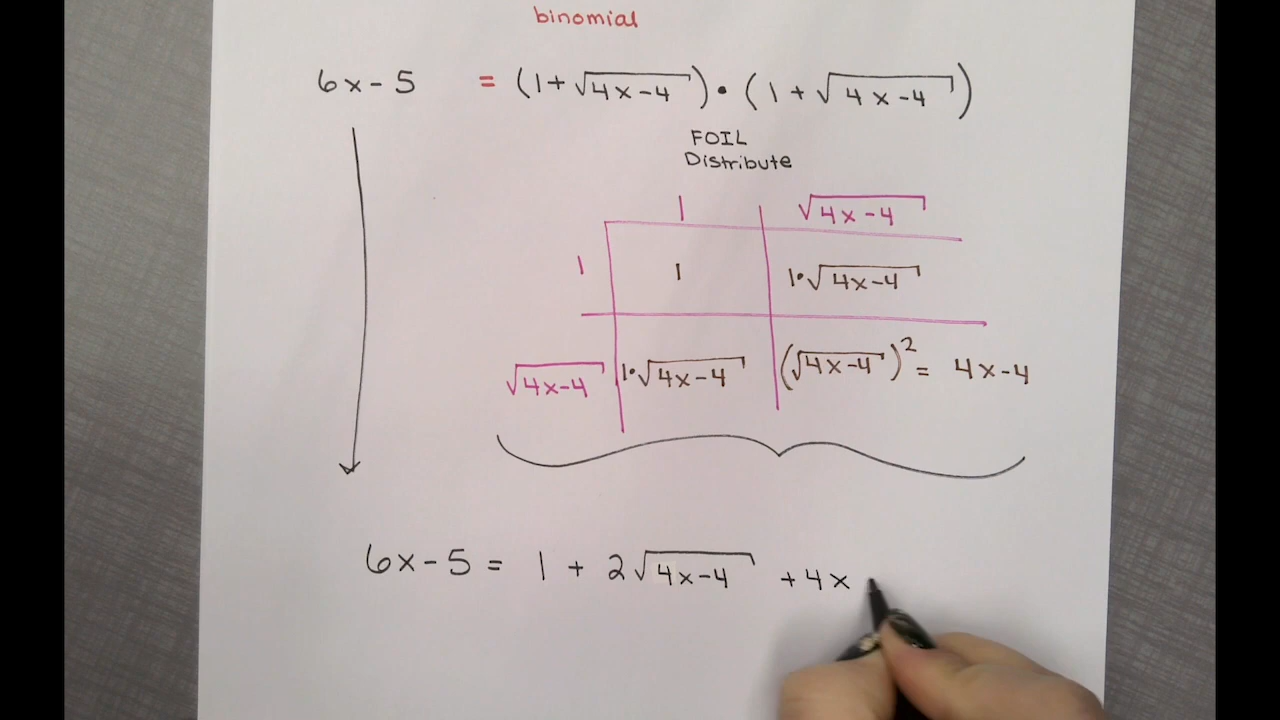 binomial
6x - 5 = (1 + √(4x-4)) • (1 + √(4x-4))
FOIL
Distribute
1 √(4x-4)
1 1 1•√(4x-4)
√(4x-4) 1•√(4x-4) (√(4x-4))² = 4x-4
6x - 5 = 1 + 2√(4x-4) + 4x